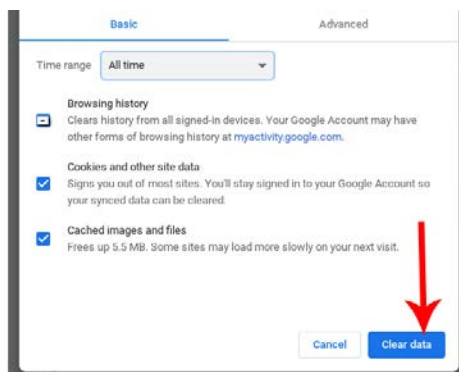 Basic Advanced
Time range All time
Browsing history
Clears history from all signed-in devices. Your Google Account may have
other forms of browsing history at myactivity.google.com.
Cookies and other site data
Signs you out of most sites. You'll stay signed in to your Google Account so
your synced data can be cleared.
Cached images and files
Frees up 5.5 MB. Some sites may load more slowly on your next visit.
Cancel Clear data